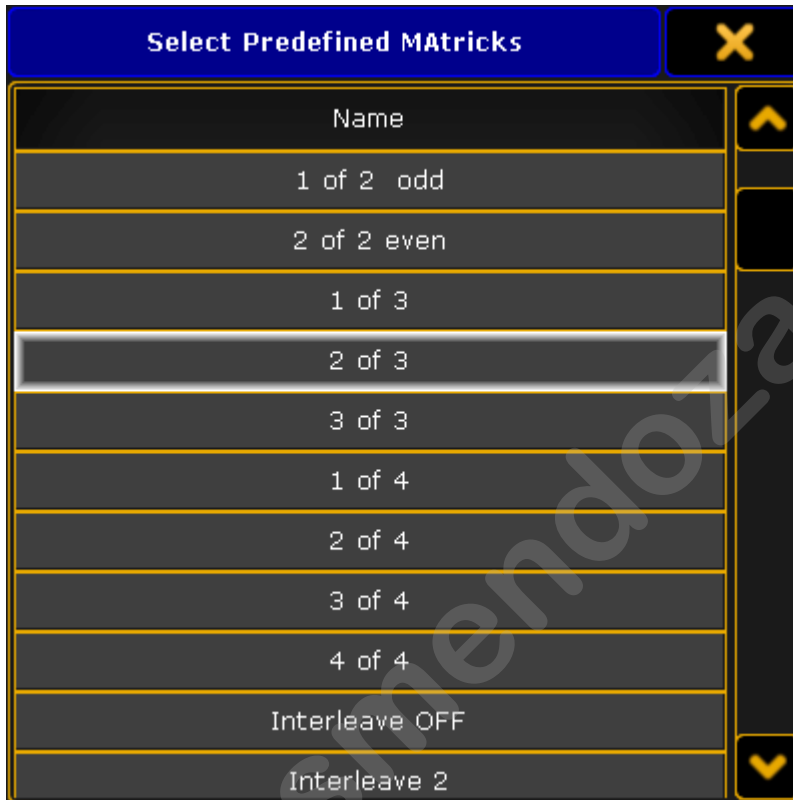 Select Predefined MAtricks
Name
1 of 2 odd
2 of 2 even
1 of 3
2 of 3
3 of 3
1 of 4
2 of 4
3 of 4
4 of 4
Interleave OFF
Interleave 2
smendoza